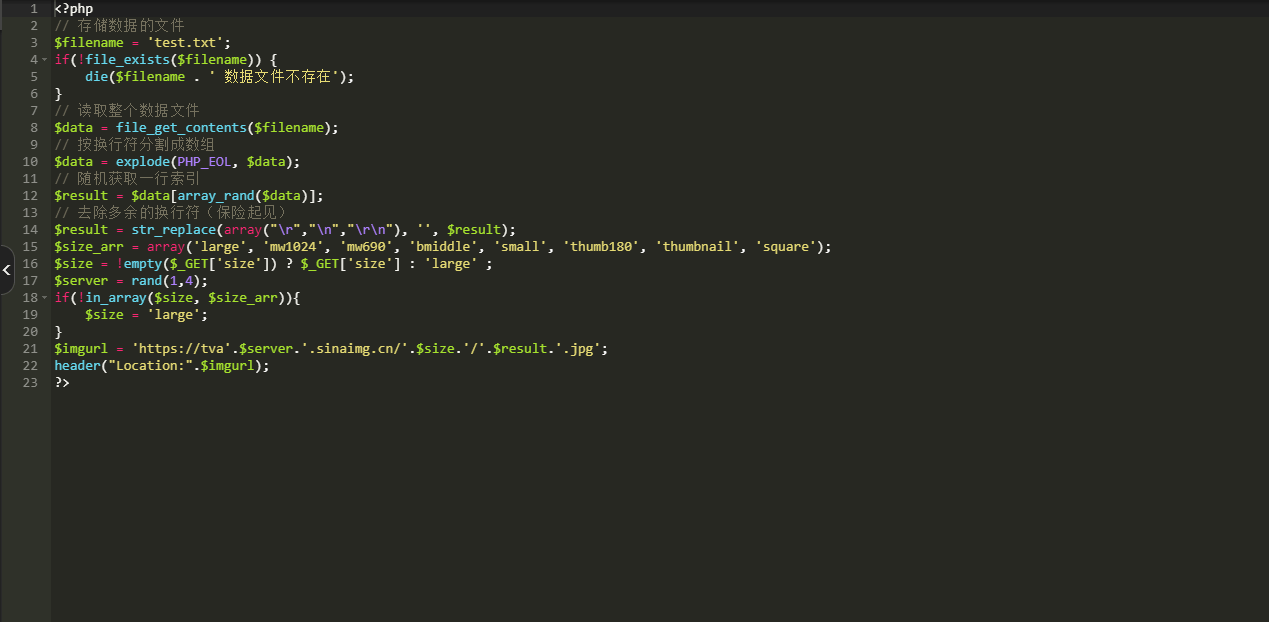 1 <?php
2 // 存储数据的文件
3 $filename = 'test.txt';
4 if(!file_exists($filename)) {
5     die($filename . ' 数据文件不存在');
6 }
7 // 读取整个数据文件
8 $data = file_get_contents($filename);
9 // 按换行符分割成数组
10 $data = explode(PHP_EOL, $data);
11 // 随机获取一行索引
12 $result = $data[array_rand($data)];
13 // 去除多余的换行符（保险起见）
14 $result = str_replace(array("\r","\n","\r\n"), '', $result);
15 $size_arr = array('large', 'mw1024', 'mw690', 'bmiddle', 'small', 'thumb180', 'thumbnail', 'square');
16 $size = !empty($_GET['size']) ? $_GET['size'] : 'large' ;
17 $server = rand(1,4);
18 if(!in_array($size, $size_arr)){
19     $size = 'large';
20 }
21 $imgurl = 'https://tva'.$server.'.sinaimg.cn/'.$size.'/'.$result.'.jpg';
22 header("Location:".$imgurl);
23 ?>